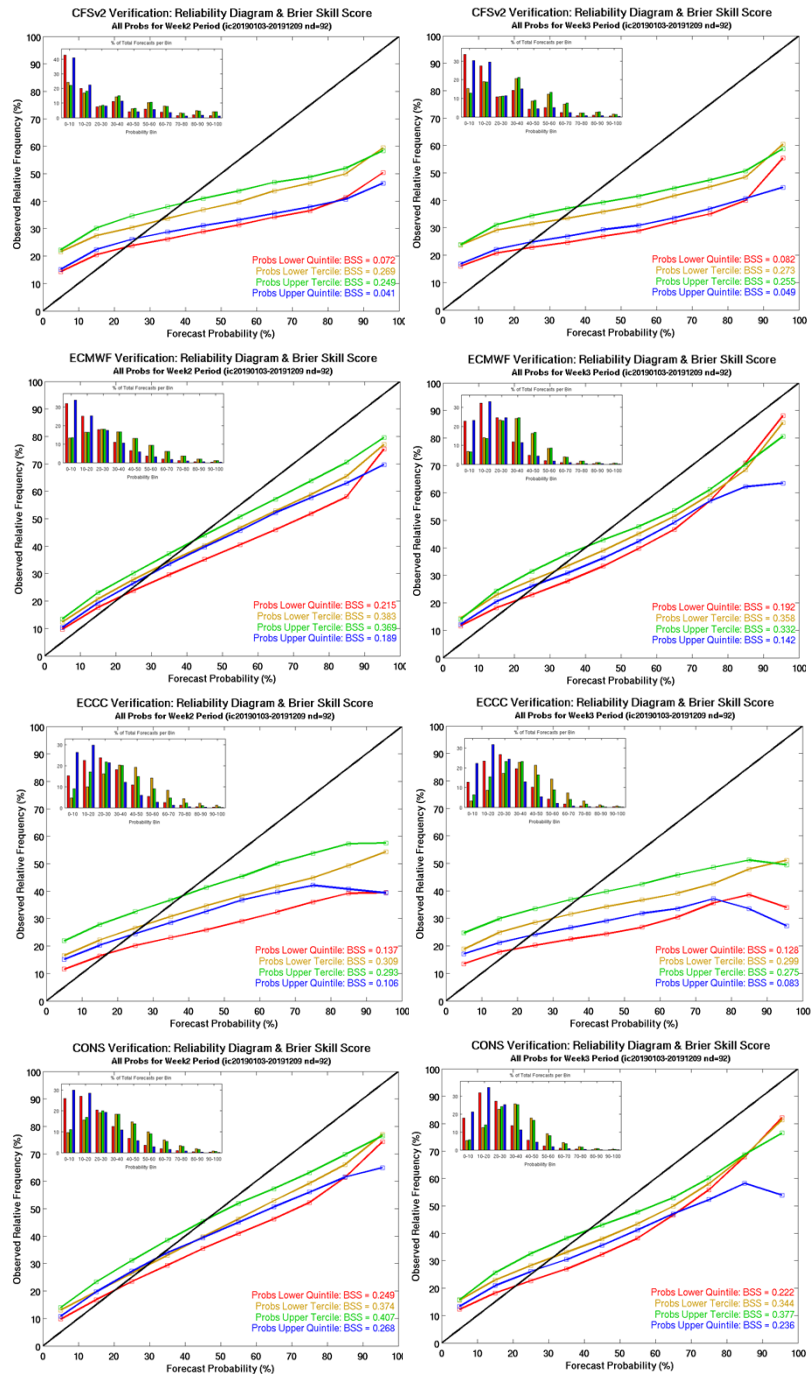 CFSv2 Verification: Reliability Diagram & Brier Skill Score
All Probs for Week2 Period (ic20190103-20191209 nd=92)
% of Total Forecasts per Bin
Probability Bin
Observed Relative Frequency (%)
Forecast Probability (%)
Probs Lower Quintile: BSS = 0.072
Probs Lower Tercile: BSS = 0.269
Probs Upper Tercile: BSS = 0.249
Probs Upper Quintile: BSS = 0.041
CFSv2 Verification: Reliability Diagram & Brier Skill Score
All Probs for Week3 Period (ic20190103-20191209 nd=92)
% of Total Forecasts per Bin
Probability Bin
Observed Relative Frequency (%)
Forecast Probability (%)
Probs Lower Quintile: BSS = 0.082
Probs Lower Tercile: BSS = 0.273
Probs Upper Tercile: BSS = 0.255
Probs Upper Quintile: BSS = 0.049
ECMWF Verification: Reliability Diagram & Brier Skill Score
All Probs for Week2 Period (ic20190103-20191209 nd=92)
% of Total Forecasts per Bin
Probability Bin
Observed Relative Frequency (%)
Forecast Probability (%)
Probs Lower Quintile: BSS = 0.215
Probs Lower Tercile: BSS = 0.383
Probs Upper Tercile: BSS = 0.369
Probs Upper Quintile: BSS = 0.189
ECMWF Verification: Reliability Diagram & Brier Skill Score
All Probs for Week3 Period (ic20190103-20191209 nd=92)
% of Total Forecasts per Bin
Probability Bin
Observed Relative Frequency (%)
Forecast Probability (%)
Probs Lower Quintile: BSS = 0.192
Probs Lower Tercile: BSS = 0.358
Probs Upper Tercile: BSS = 0.332
Probs Upper Quintile: BSS = 0.142
ECCC Verification: Reliability Diagram & Brier Skill Score
All Probs for Week2 Period (ic20190103-20191209 nd=92)
% of Total Forecasts per Bin
Probability Bin
Observed Relative Frequency (%)
Forecast Probability (%)
Probs Lower Quintile: BSS = 0.137
Probs Lower Tercile: BSS = 0.309
Probs Upper Tercile: BSS = 0.293
Probs Upper Quintile: BSS = 0.106
ECCC Verification: Reliability Diagram & Brier Skill Score
All Probs for Week3 Period (ic20190103-20191209 nd=92)
% of Total Forecasts per Bin
Probability Bin
Observed Relative Frequency (%)
Forecast Probability (%)
Probs Lower Quintile: BSS = 0.128
Probs Lower Tercile: BSS = 0.299
Probs Upper Tercile: BSS = 0.275
Probs Upper Quintile: BSS = 0.083
CONS Verification: Reliability Diagram & Brier Skill Score
All Probs for Week2 Period (ic20190103-20191209 nd=92)
% of Total Forecasts per Bin
Probability Bin
Observed Relative Frequency (%)
Forecast Probability (%)
Probs Lower Quintile: BSS = 0.249
Probs Lower Tercile: BSS = 0.374
Probs Upper Tercile: BSS = 0.407
Probs Upper Quintile: BSS = 0.268
CONS Verification: Reliability Diagram & Brier Skill Score
All Probs for Week3 Period (ic20190103-20191209 nd=92)
% of Total Forecasts per Bin
Probability Bin
Observed Relative Frequency (%)
Forecast Probability (%)
Probs Lower Quintile: BSS = 0.222
Probs Lower Tercile: BSS = 0.344
Probs Upper Tercile: BSS = 0.377
Probs Upper Quintile: BSS = 0.236